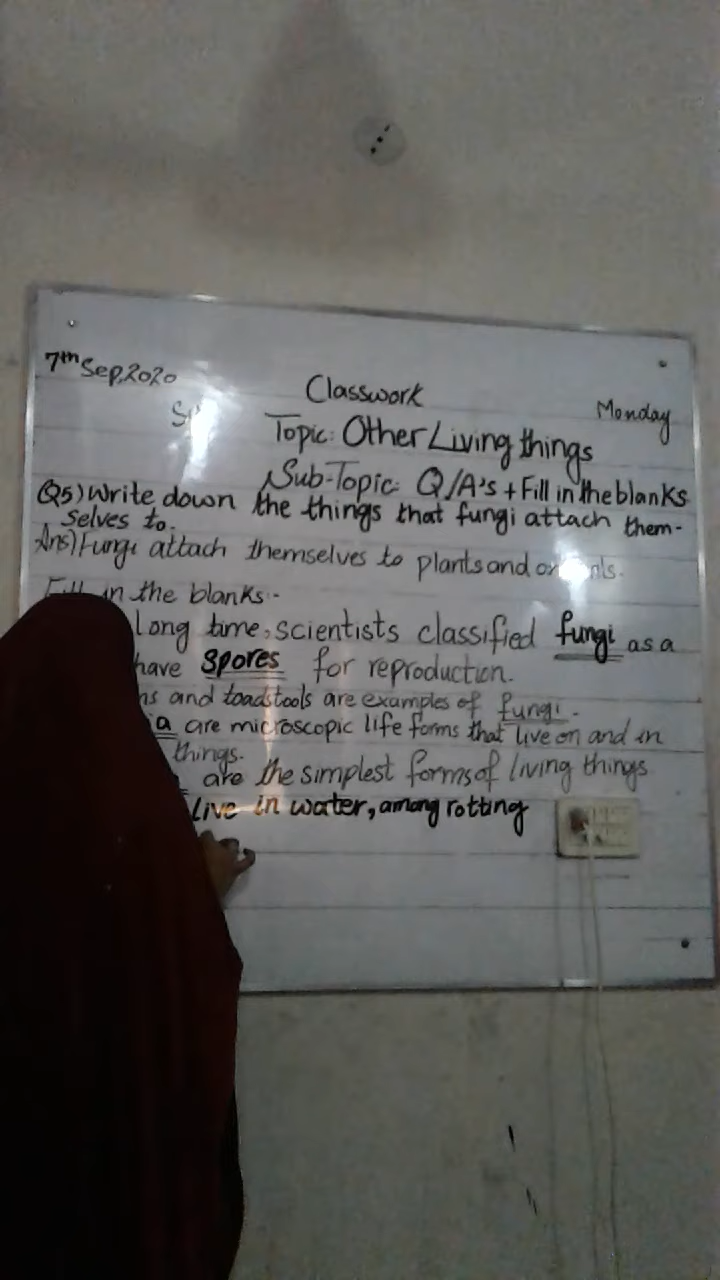 7th Sep, 2020
Classwork
Monday
Topic: Other Living things
Sub-Topic: Q/A's + Fill in the blanks
Q5) Write down the things that fungi attach them-
selves to.
Ans) Fungi attach themselves to plants and
Fill in the blanks:-
long time, scientists classified fungi as a
have spores for reproduction.
and toadstools are examples of fungi.
are microscopic life forms that live on and in
things.
are the simplest forms of living things
live in water, among rotting